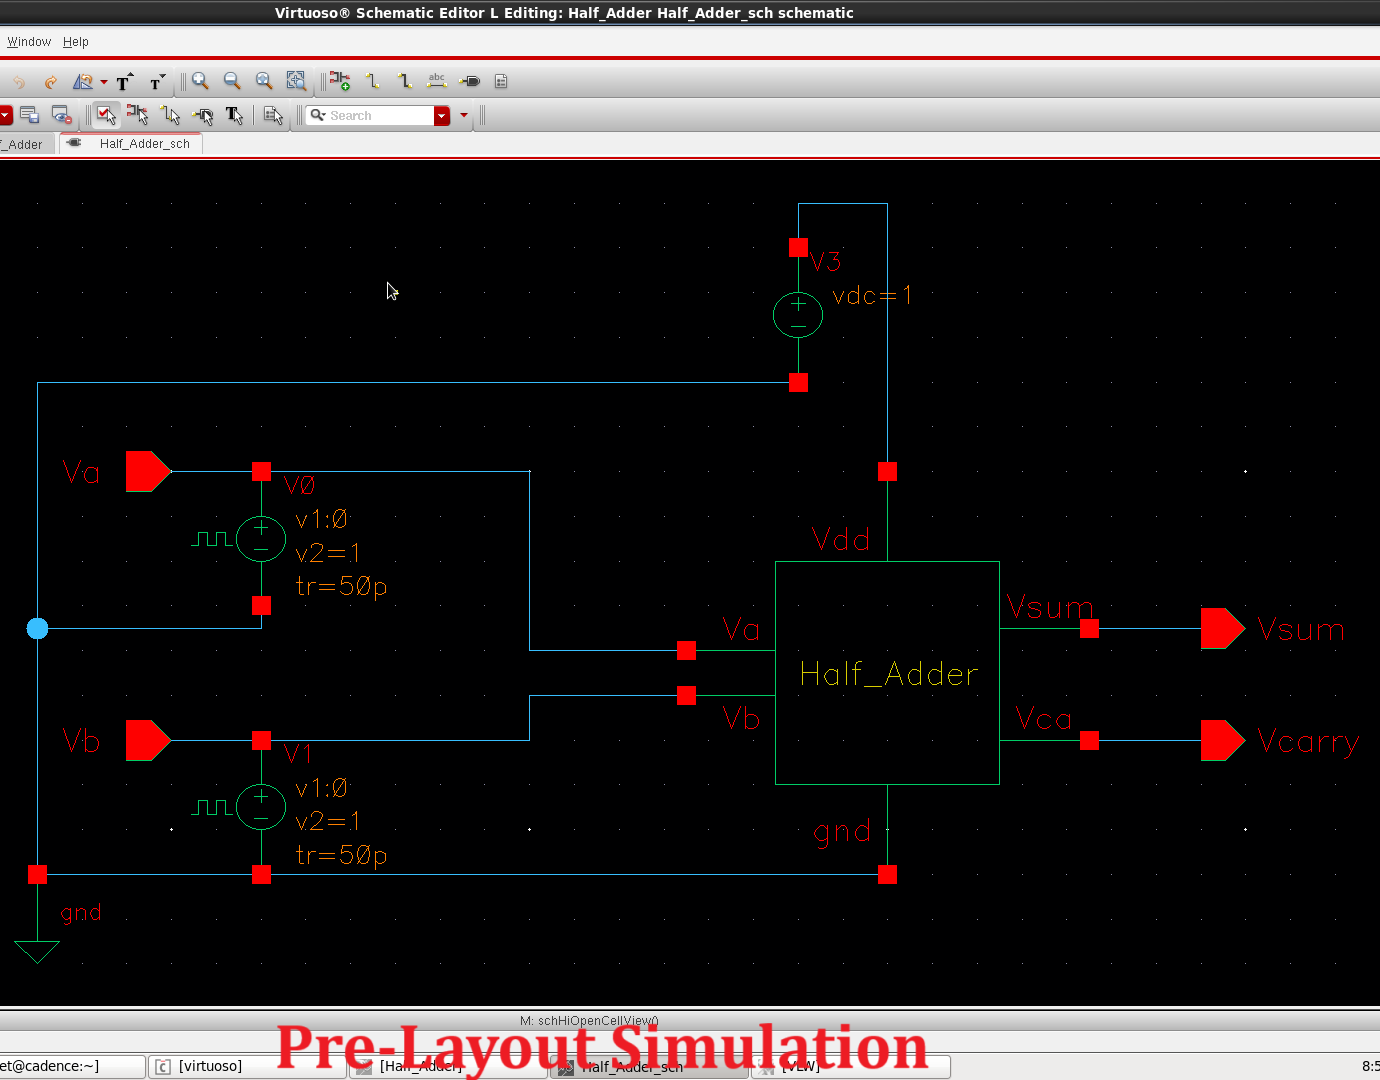 Virtuoso® Schematic Editor L Editing: Half_Adder Half_Adder_sch schematic
Window Help
abc
Search
f_Adder Half_Adder_sch
V3
vdc=1
Va
V0
v1:0
v2=1
tr=50p
Vdd
Va
Vsum
Vsum
Half_Adder
Vb
Vca
Vcarry
Vb
V1
v1:0
v2=1
tr=50p
gnd
gnd
M: schHiOpenCellView()
Pre-Layout Simulation
et@cadence:~] [virtuoso] [Half_Adder] Half_Adder_sch [VLW] 8:5